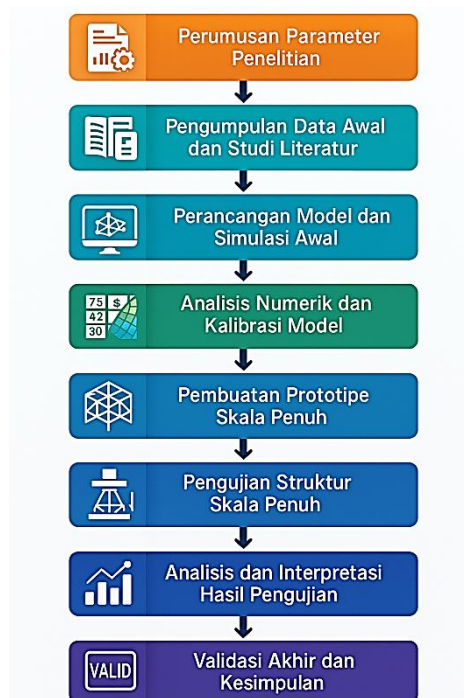 Perumusan Parameter
Penelitian
Pengumpulan Data Awal
dan Studi Literatur
Perancangan Model dan
Simulasi Awal
75 $
42
30
Analisis Numerik dan
Kalibrasi Model
Pembuatan Prototipe
Skala Penuh
Pengujian Struktur
Skala Penuh
Analisis dan Interpretasi
Hasil Pengujian
VALID
Validasi Akhir dan
Kesimpulan